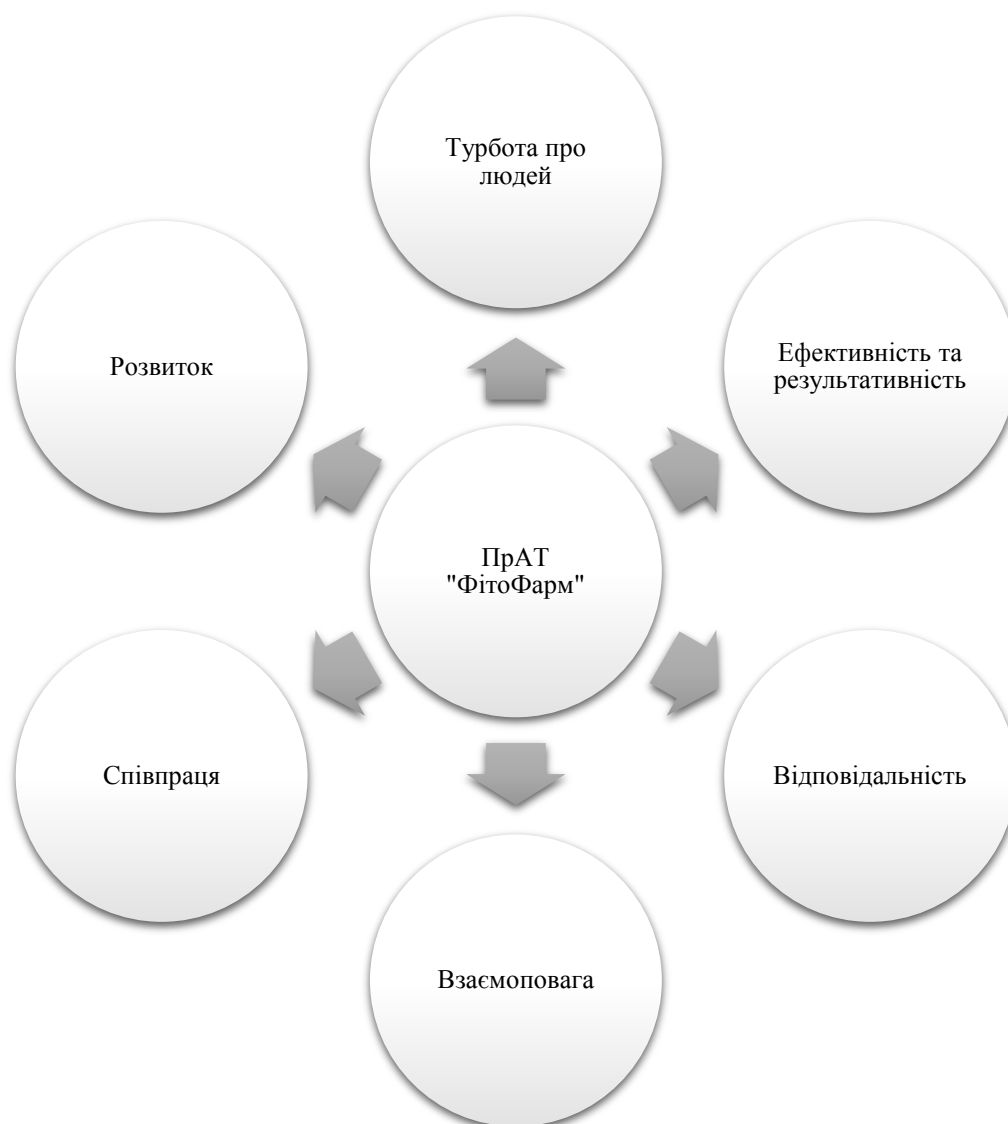 Турбота про
людей
Ефективність та
результативність
Відповідальність
Взаємоповага
Співпраця
Розвиток
ПрАТ
"ФітоФарм"